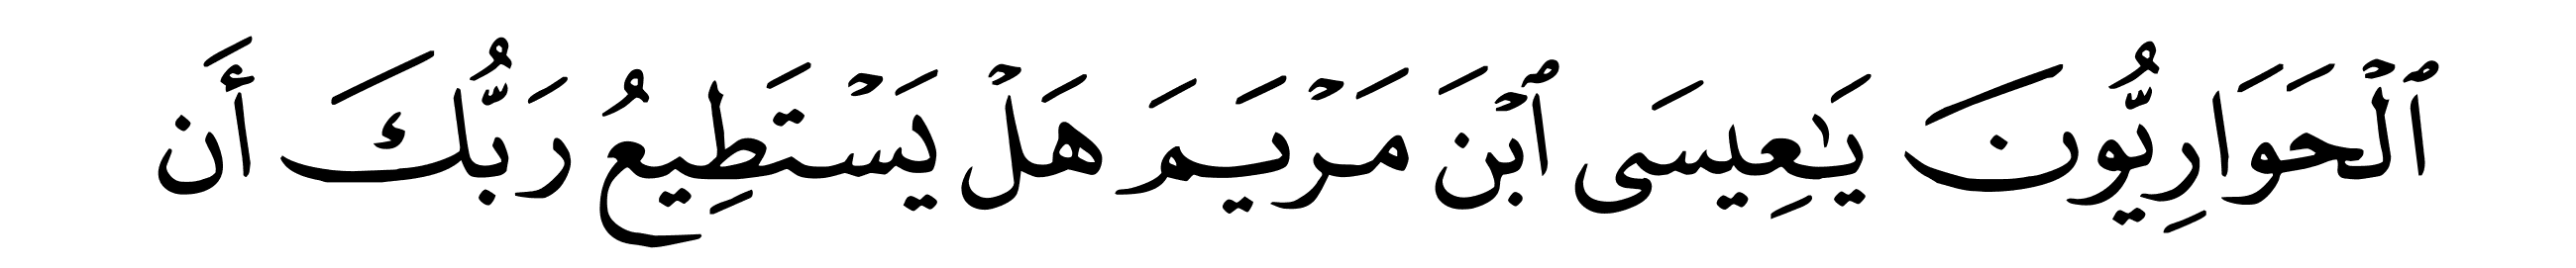 ٱلْحَوَارِيُّونَ يَٰعِيسَى ٱبْنَ مَرْيَمَ هَلْ يَسْتَطِيعُ رَبُّكَ أَن